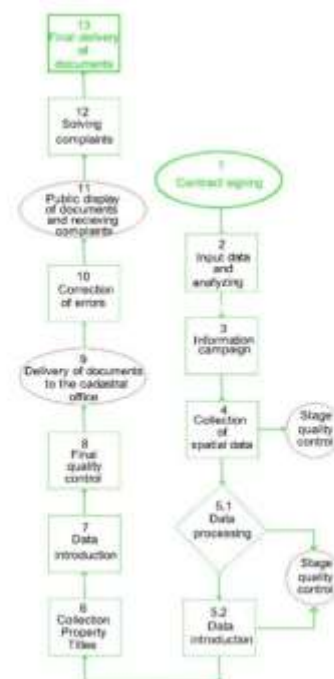 13
Final delivery
of
documents
12
Solving
complaints
11
Public display
of documents
and recieving
complaints
10
Correction
of errors
9
Delivery of documents
to the cadastral
office
8
Final
quality
control
7
Data
introduction
6
Collection
Property
Titles
1
Contract signing
2
Input data
and
analyzing
3
Information
campaign
4
Collection
of
spatial data
Stage
quality
control
5.1
Data
processing
Stage
quality
control
5.2
Data
introduction